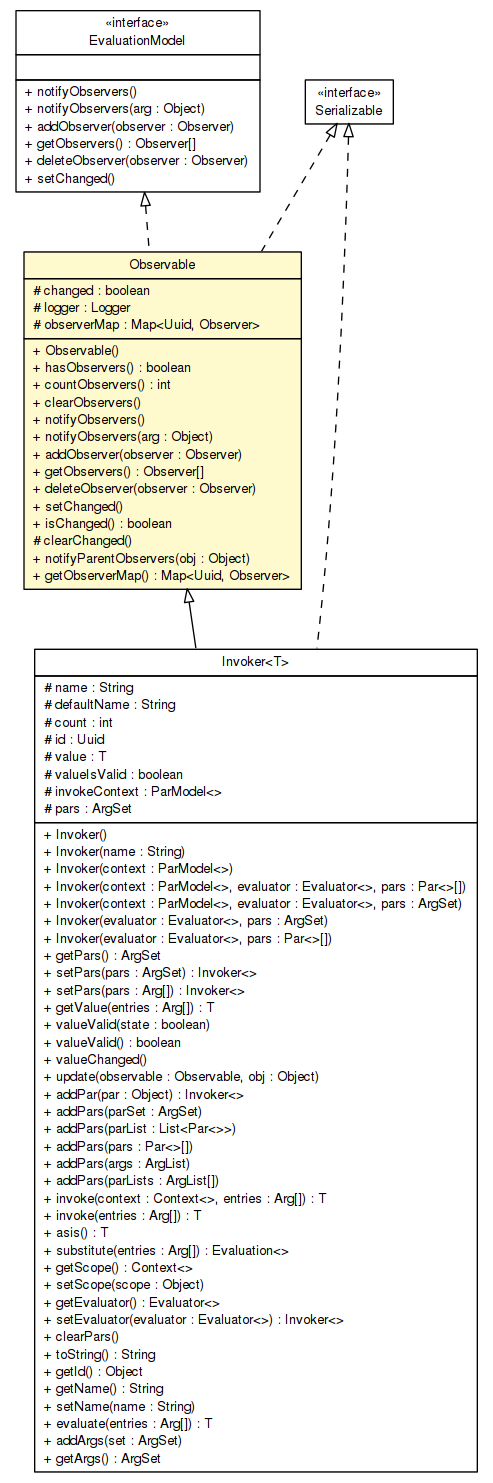 «interface»
EvaluationModel
+ notifyObservers()
+ notifyObservers(arg : Object)
+ addObserver(observer : Observer)
+ getObservers() : Observer[]
+ deleteObserver(observer : Observer)
+ setChanged()
«interface»
Serializable
Observable
# changed : boolean
# logger : Logger
# observerMap : Map<Uuid, Observer>
+ Observable()
+ hasObservers() : boolean
+ countObservers() : int
+ clearObservers()
+ notifyObservers()
+ notifyObservers(arg : Object)
+ addObserver(observer : Observer)
+ getObservers() : Observer[]
+ deleteObserver(observer : Observer)
+ setChanged()
+ isChanged() : boolean
# clearChanged()
+ notifyParentObservers(obj : Object)
+ getObserverMap() : Map<Uuid, Observer>
Invoker<T>
# name : String
# defaultName : String
# count : int
# id : Uuid
# value : T
# valueIsValid : boolean
# invokeContext : ParModel<>
# pars : ArgSet
+ Invoker()
+ Invoker(name : String)
+ Invoker(context : ParModel<>)
+ Invoker(context : ParModel<>, evaluator : Evaluator<>, pars : Par<>[])
+ Invoker(context : ParModel<>, evaluator : Evaluator<>, pars : ArgSet)
+ Invoker(evaluator : Evaluator<>, pars : ArgSet)
+ Invoker(evaluator : Evaluator<>, pars : Par<>[])
+ getPars() : ArgSet
+ setPars(pars : ArgSet) : Invoker<>
+ setPars(pars : Arg[]) : Invoker<>
+ getValue(entries : Arg[]) : T
+ valueValid(state : boolean)
+ valueValid() : boolean
+ valueChanged()
+ update(observable : Observable, obj : Object)
+ addPar(par : Object) : Invoker<>
+ addPars(parSet : ArgSet)
+ addPars(parList : List<Par<>>)
+ addPars(pars : Par<>[])
+ addPars(args : ArgList)
+ addPars(parLists : ArgList[])
+ invoke(context : Context<>, entries : Arg[]) : T
+ invoke(entries : Arg[]) : T
+ asis() : T
+ substitute(entries : Arg[]) : Evaluation<>
+ getScope() : Context<>
+ setScope(scope : Object)
+ getEvaluator() : Evaluator<>
+ setEvaluator(evaluator : Evaluator<>) : Invoker<>
+ clearPars()
+ toString() : String
+ getId() : Object
+ getName() : String
+ setName(name : String)
+ evaluate(entries : Arg[]) : T
+ addArgs(set : ArgSet)
+ getArgs() : ArgSet